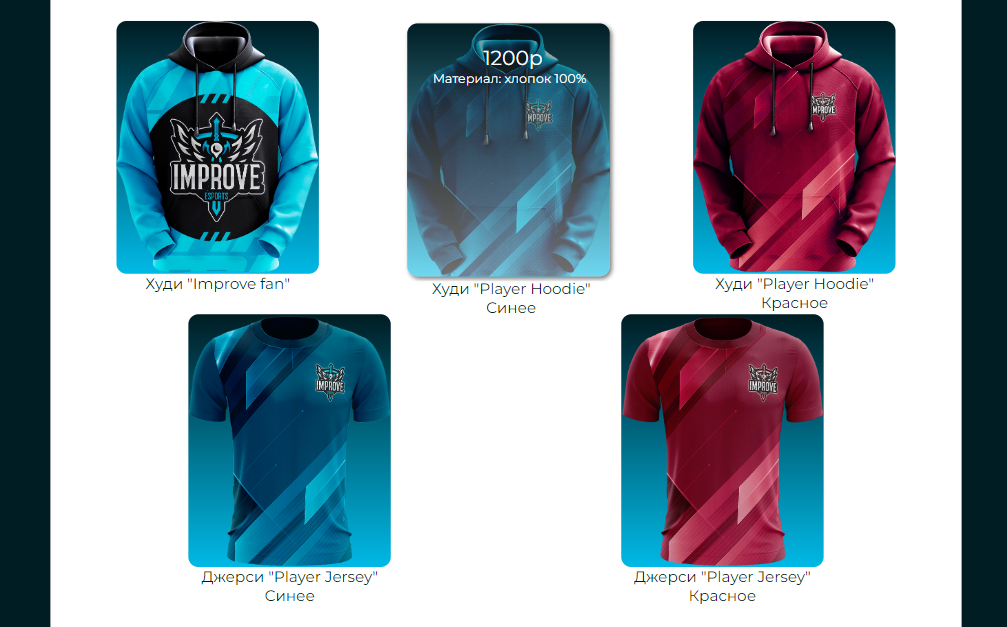 IMPROVE
ESPORTS
1200р
Материал: хлопок 100%
IMPROVE
IMPROVE
Худи "Improve fan"
Худи "Player Hoodie"
Синее
Худи "Player Hoodie"
Красное
IMPROVE
IMPROVE
Джерси "Player Jersey"
Синее
Джерси "Player Jersey"
Красное